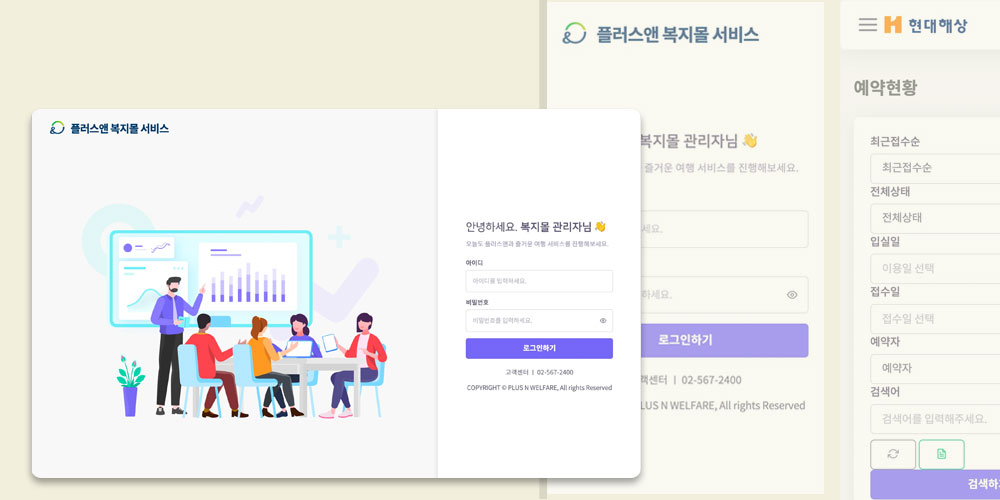 플러스앤 복지몰 서비스
안녕하세요. 복지몰 관리자님 👋
오늘도 플러스앤과 즐거운 여행 서비스를 진행해보세요.
아이디
아이디를 입력하세요.
비밀번호
비밀번호를 입력하세요.
로그인하기
고객센터 | 02-567-2400
COPYRIGHT © PLUS N WELFARE, All rights Reserved
플러스앤 복지몰 서비스
복지몰 관리자님 👋
즐거운 여행 서비스를 진행해보세요.
세요.
하세요.
로그인하기
객센터 | 02-567-2400
LUS N WELFARE, All rights Reserved
현대해상
예약현황
최근접수순
최근접수순
전체상태
전체상태
입실일
이용일 선택
접수일
접수일 선택
예약자
예약자
검색어
검색어를 입력해주세요.
검색하